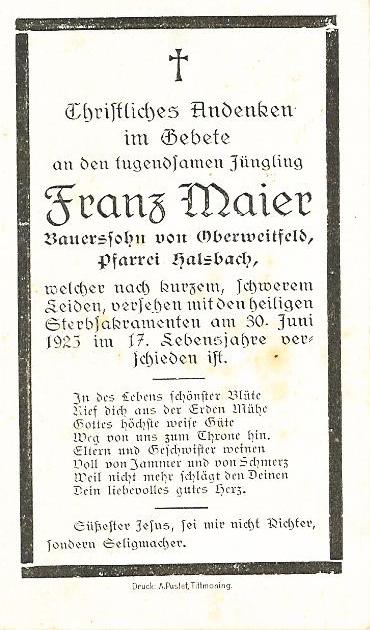 Christliches Andenken
im Gebete
an den tugendsamen Jüngling
Franz Maier
Bauerssohn von Oberweitfeld,
Pfarrei Halsbach,
welcher nach kurzem, schwerem
Leiden, versehen mit den heiligen
Sterbsakramenten am 30. Juni
1923 im 17. Lebensjahre ver-
schieden ist.
In des Lebens schönster Blüte
Rief dich aus der Erden Mühe
Gottes höchste weise Güte
Weg von uns zum Throne hin.
Eltern und Geschwister weinen
Voll von Jammer und von Schmerz
Weil nicht mehr schlägt den Deinen
Dein liebevolles gutes Herz.
Süßester Jesus, sei mir nicht Richter,
sondern Seligmacher.
Druck: A. Pustet, Tittmoning.